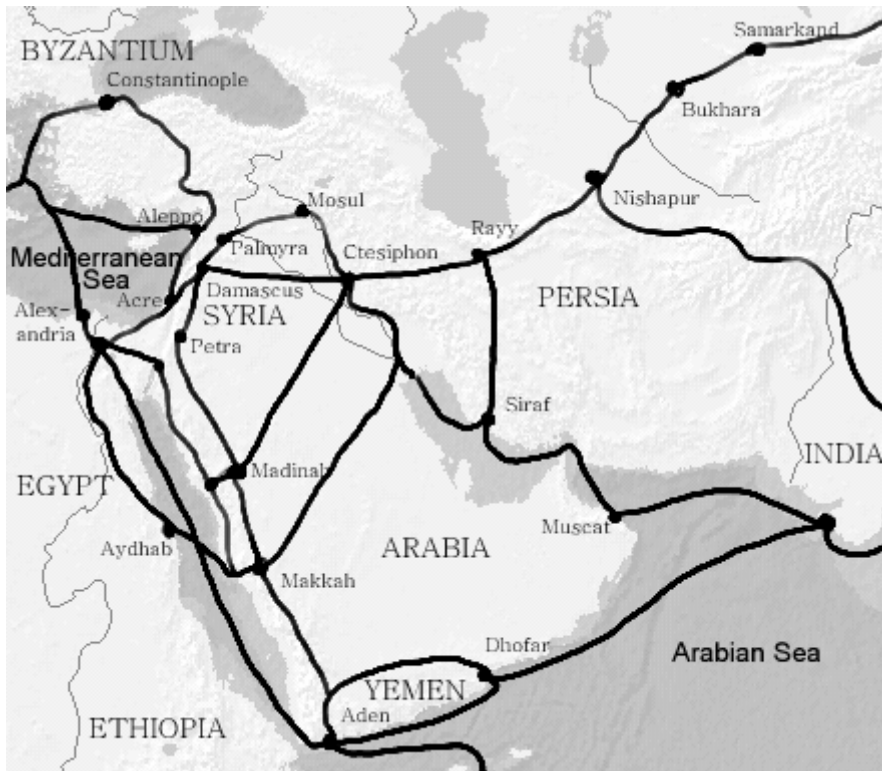 Samarkand
BYZANTIUM
Constantinople
Bukhara
Mosul
Nishapur
Aleppo
Rayy
Palmyra
Ctesiphon
Mediterranean
Sea
Damascus
Acre
PERSIA
Alex-
andria
SYRIA
Petra
Siraf
INDIA
Madinah
EGYPT
Muscat
Aydhab
ARABIA
Makkah
Dhofar
Arabian Sea
YEMEN
Aden
ETHIOPIA